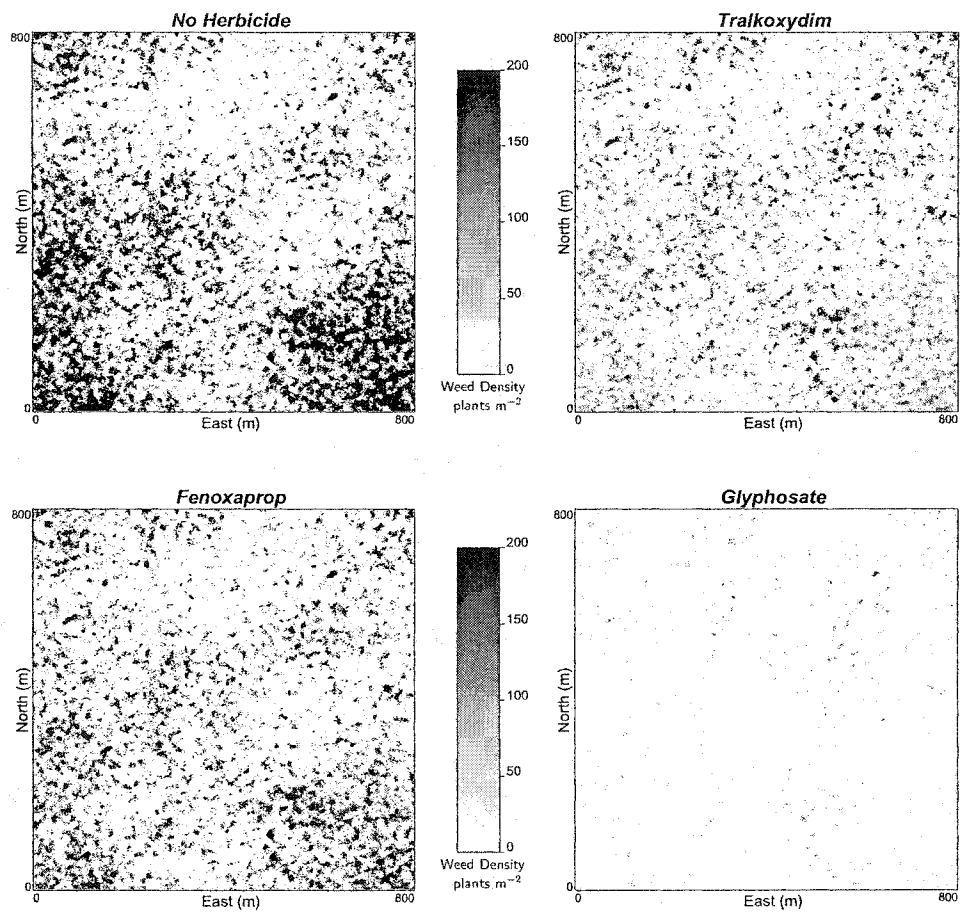 No Herbicide
Tralkoxydim
800
North (m)
0
0
East (m)
800
200
150
100
50
0
Weed Density
plants m⁻²
800
North (m)
0
0
East (m)
800
Fenoxaprop
Glyphosate
800
North (m)
0
0
East (m)
800
200
150
100
50
0
Weed Density
plants m⁻²
800
North (m)
0
0
East (m)
800